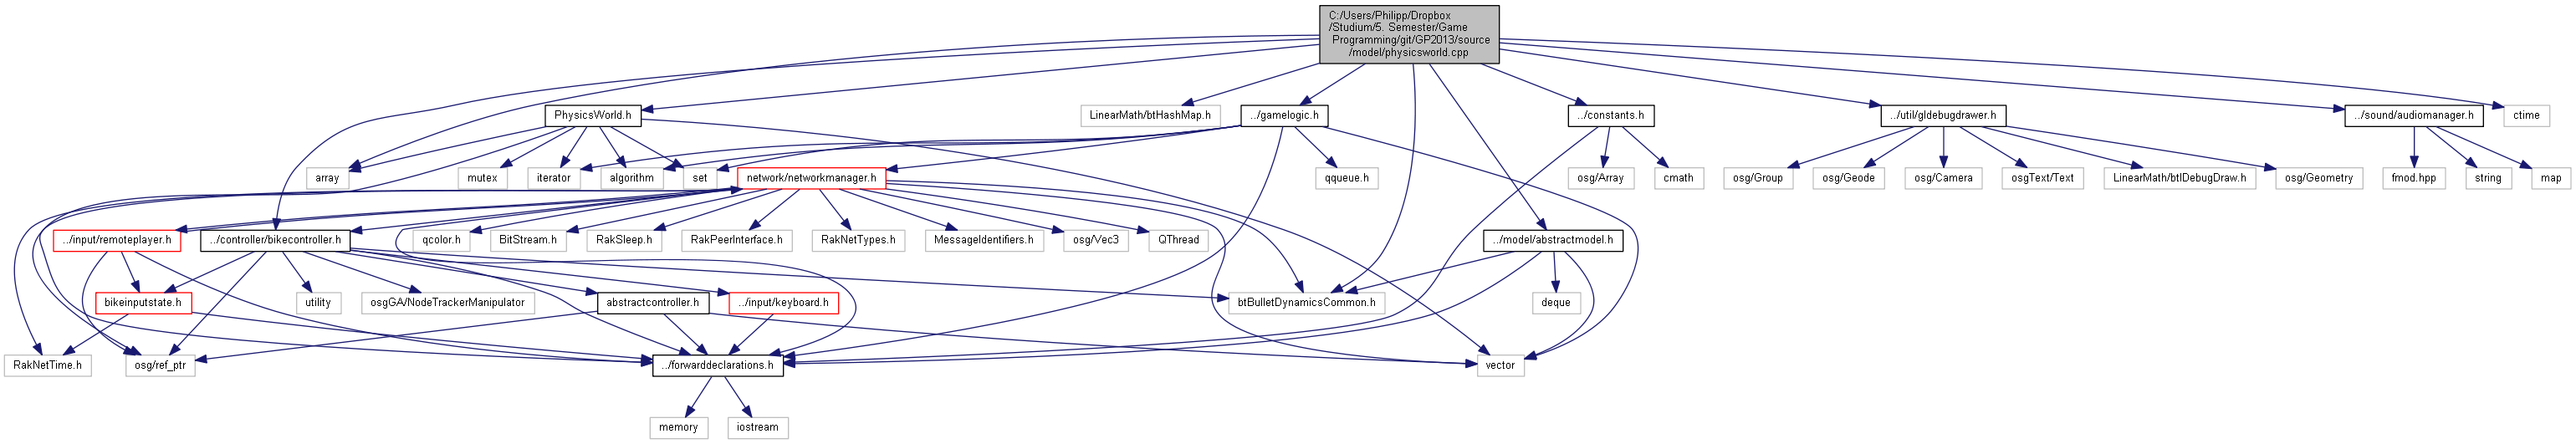 C:/Users/Philipp/Dropbox
/Studium/5. Semester/Game
Programming/git/GP2013/source
/model/physicsworld.cpp
PhysicsWorld.h
LinearMath/btHashMap.h
../gamelogic.h
../constants.h
../util/gldebugdrawer.h
../sound/audiomanager.h
ctime
array
mutex
iterator
algorithm
set
network/networkmanager.h
qqueue.h
osg/Array
cmath
osg/Group
osg/Geode
osg/Camera
osgText/Text
LinearMath/btIDebugDraw.h
osg/Geometry
fmod.hpp
string
map
../input/remoteplayer.h
../controller/bikecontroller.h
qcolor.h
BitStream.h
RakSleep.h
RakPeerInterface.h
RakNetTypes.h
MessageIdentifiers.h
osg/Vec3
QThread
../model/abstractmodel.h
bikeinputstate.h
utility
osgGA/NodeTrackerManipulator
abstractcontroller.h
../input/keyboard.h
btBulletDynamicsCommon.h
deque
RakNetTime.h
osg/ref_ptr
../forwarddeclarations.h
vector
memory
iostream